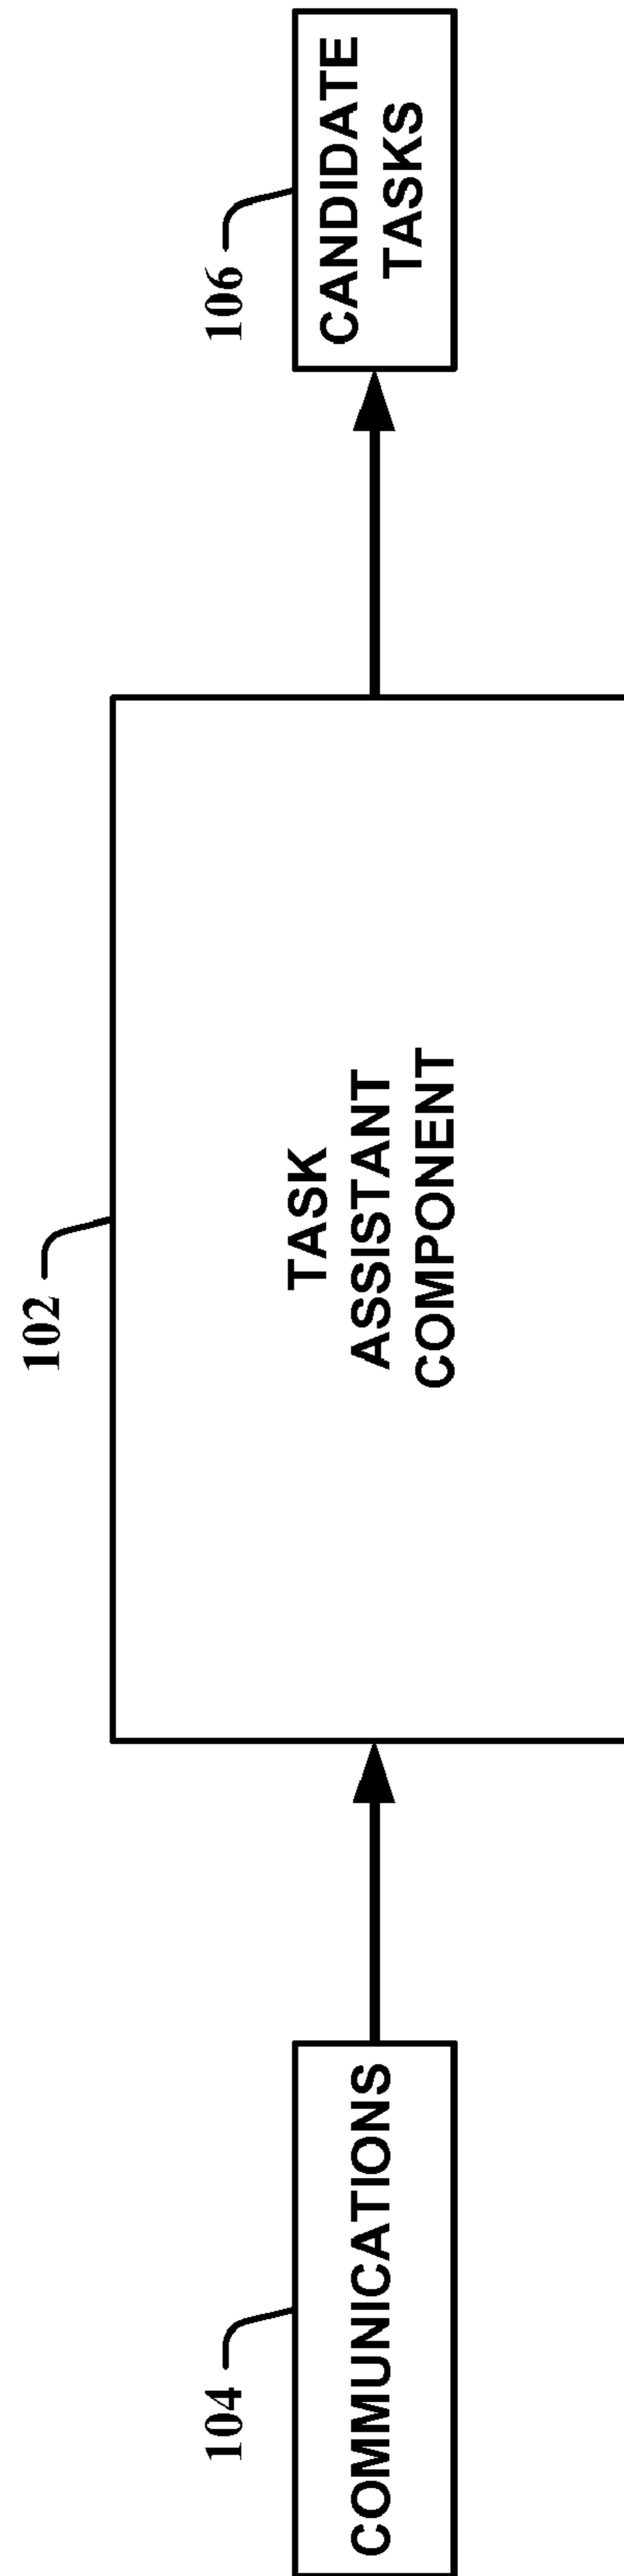 102
TASK
ASSISTANT
COMPONENT
104
COMMUNICATIONS
106
CANDIDATE
TASKS